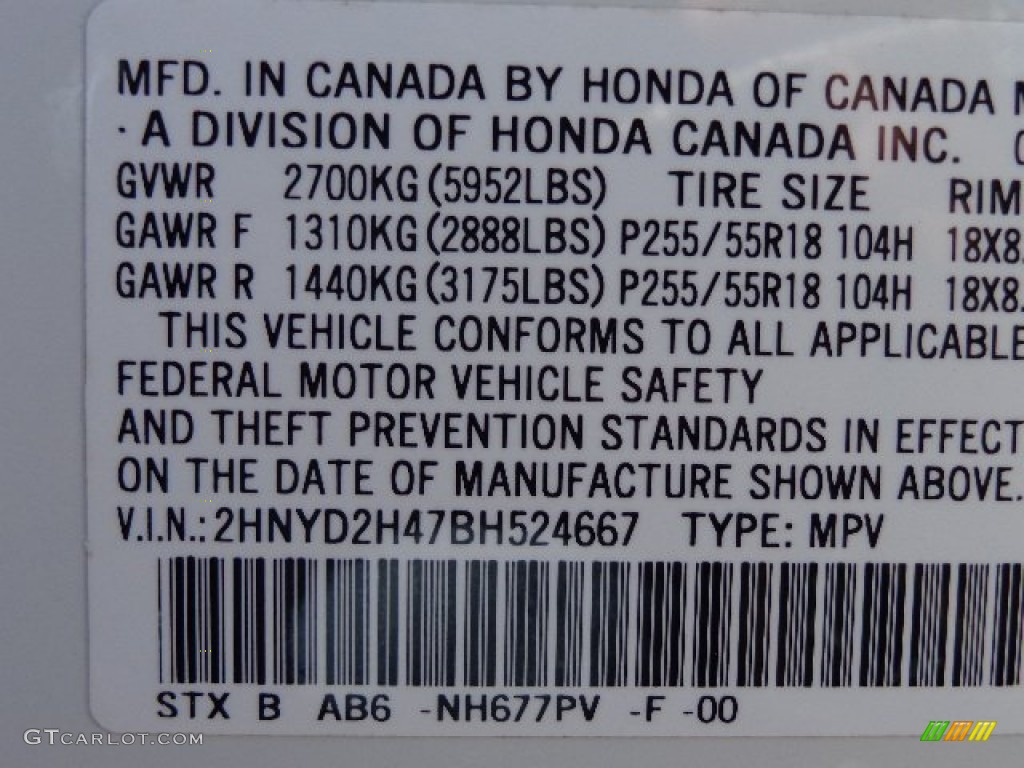 MFD. IN CANADA BY HONDA OF CANADA
· A DIVISION OF HONDA CANADA INC.
GVWR 2700KG (5952LBS) TIRE SIZE RIM
GAWR F 1310KG (2888LBS) P255/55R18 104H 18X8.
GAWR R 1440KG (3175LBS) P255/55R18 104H 18X8.
THIS VEHICLE CONFORMS TO ALL APPLICABLE
FEDERAL MOTOR VEHICLE SAFETY
AND THEFT PREVENTION STANDARDS IN EFFECT
ON THE DATE OF MANUFACTURE SHOWN ABOVE.
V.I.N.: 2HNYD2H47BH524667 TYPE: MPV
STX B AB6 -NH677PV -F -00
GTCARLOT.COM